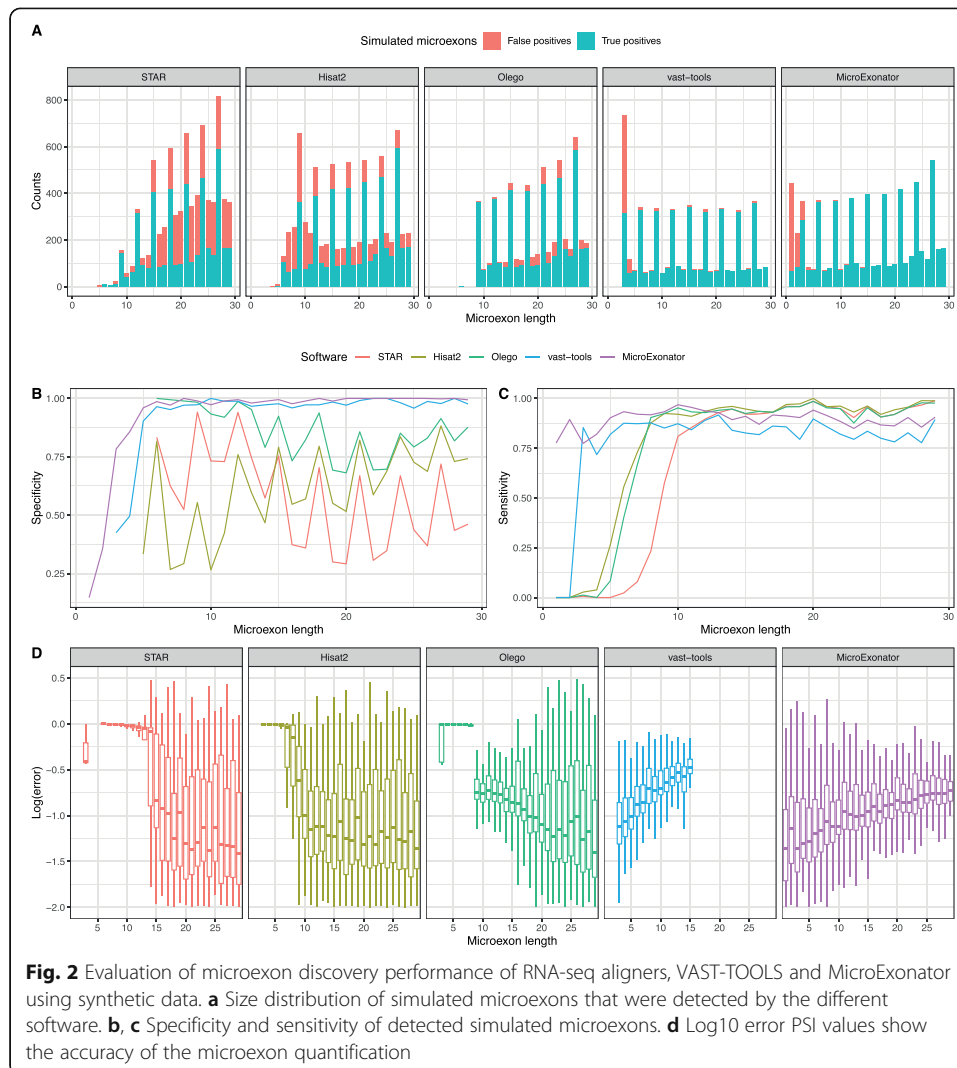 A
Simulated microexons False positives True positives
STAR Hisat2 Olego vast-tools MicroExonator
800
600
400
200
0
Counts
0 10 20 30 0 10 20 30 0 10 20 30 0 10 20 30 0 10 20 30
Microexon length
Software STAR Hisat2 Olego vast-tools MicroExonator
B
1.00
0.75
0.50
0.25
Specificity
0 10 20 30
Microexon length
C
1.00
0.75
0.50
0.25
0.00
Sensitivity
0 10 20 30
Microexon length
D
STAR Hisat2 Olego vast-tools MicroExonator
0.5
0.0
-0.5
-1.0
-1.5
-2.0
Log(error)
5 10 15 20 25 5 10 15 20 25 5 10 15 20 25 5 10 15 20 25 5 10 15 20 25
Microexon length
Fig. 2 Evaluation of microexon discovery performance of RNA-seq aligners, VAST-TOOLS and MicroExonator
using synthetic data. a Size distribution of simulated microexons that were detected by the different
software. b, c Specificity and sensitivity of detected simulated microexons. d Log10 error PSI values show
the accuracy of the microexon quantification